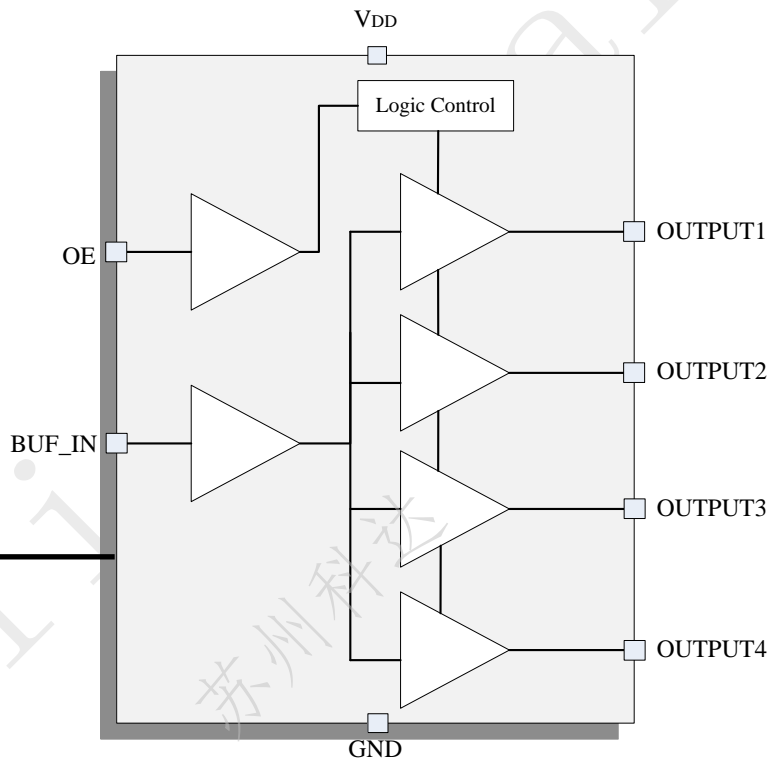 VDD
Logic Control
OE
OUTPUT1
OUTPUT2
BUF_IN
OUTPUT3
OUTPUT4
GND
苏州科达